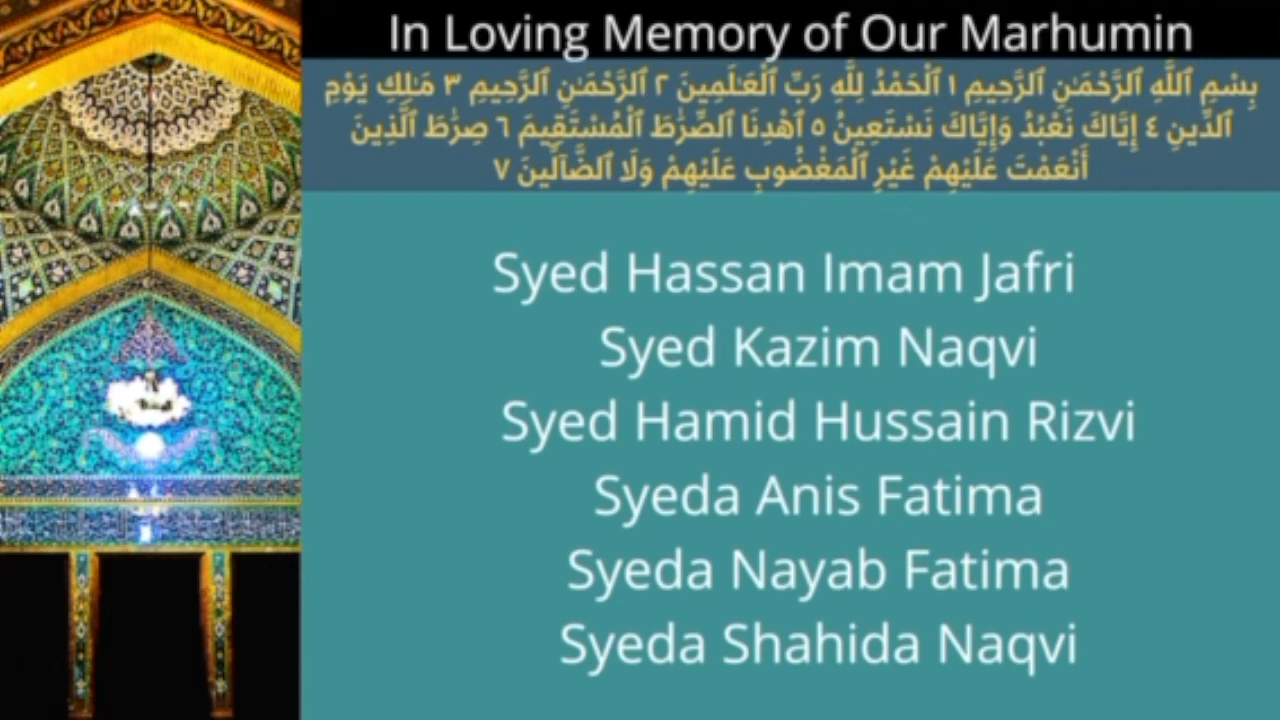 In Loving Memory of Our Marhumin
بِسْمِ ٱللَّهِ ٱلرَّحْمَـٰنِ ٱلرَّحِيمِ ١ ٱلْحَمْدُ لِلَّهِ رَبِّ ٱلْعَـٰلَمِينَ ٢ ٱلرَّحْمَـٰنِ ٱلرَّحِيمِ ٣ مَـٰلِكِ يَوْمِ
ٱلدِّينِ ٤ إِيَّاكَ نَعْبُدُ وَإِيَّاكَ نَسْتَعِينُ ٥ ٱهْدِنَا ٱلصِّرَٰطَ ٱلْمُسْتَقِيمَ ٦ صِرَٰطَ ٱلَّذِينَ
أَنْعَمْتَ عَلَيْهِمْ غَيْرِ ٱلْمَغْضُوبِ عَلَيْهِمْ وَلَا ٱلضَّآلِّينَ ٧
Syed Hassan Imam Jafri
Syed Kazim Naqvi
Syed Hamid Hussain Rizvi
Syeda Anis Fatima
Syeda Nayab Fatima
Syeda Shahida Naqvi